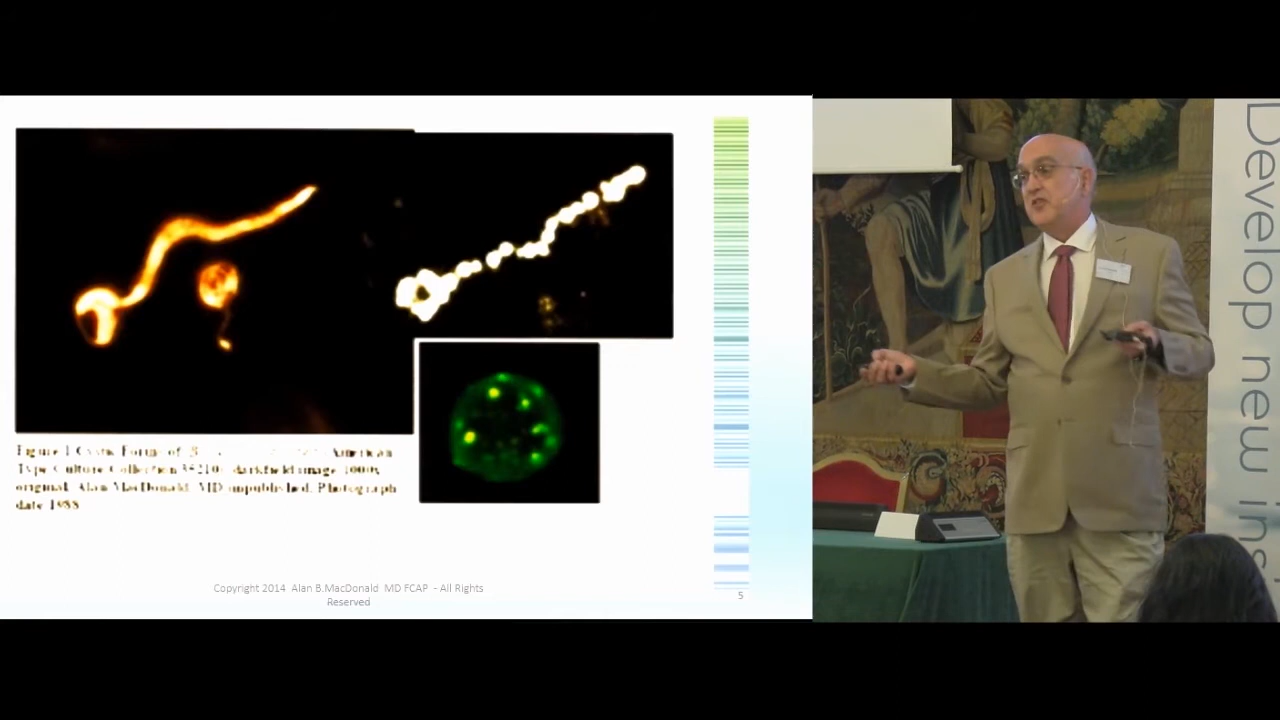 Figure 1 Cystic Forms of B American
Type Culture Collection 35210: darkfield image 1000x
original. Alan MacDonald, MD unpublished. Photograph
date 1988
Copyright 2014 Alan B.MacDonald MD FCAP - All Rights
Reserved
5
Develop new ins